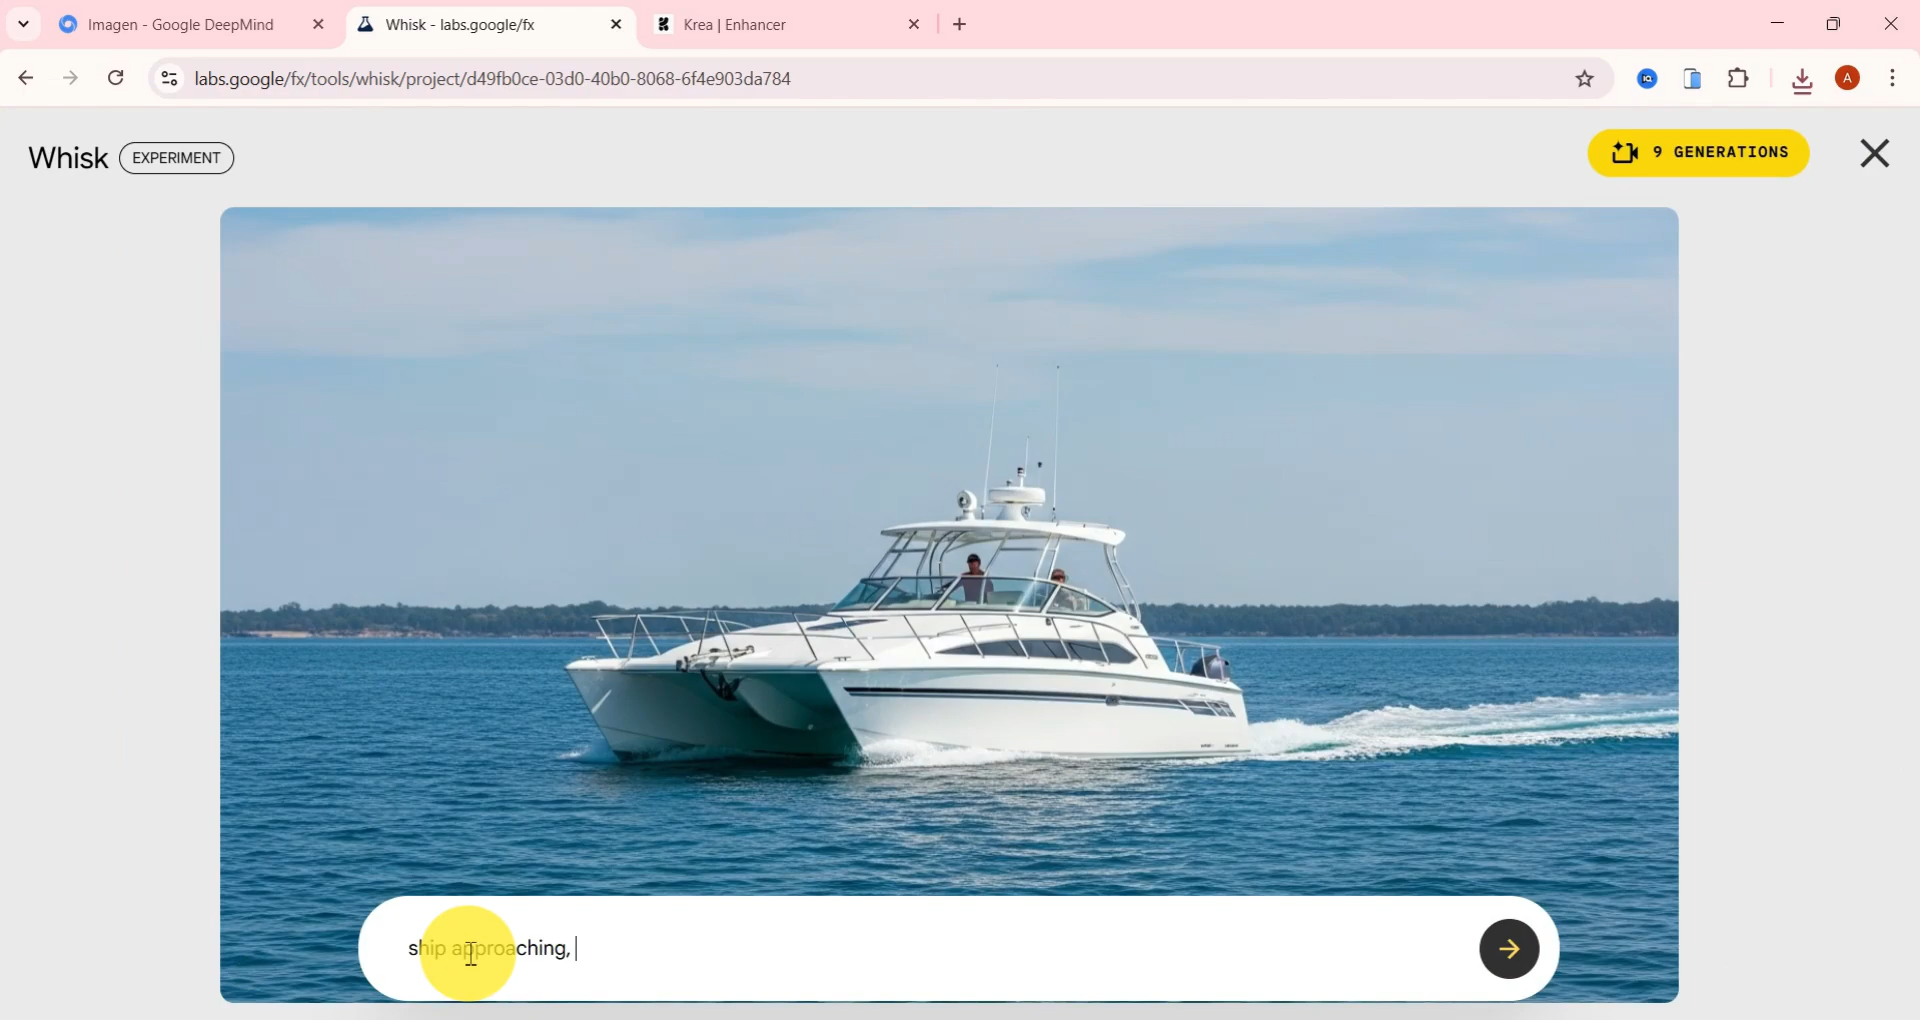 Imagen - Google DeepMind
Whisk - labs.google/fx
Krea | Enhancer
labs.google/fx/tools/whisk/project/d49fb0ce-03d0-40b0-8068-6f4e903da784
A
Whisk EXPERIMENT
9 GENERATIONS
ship approaching,